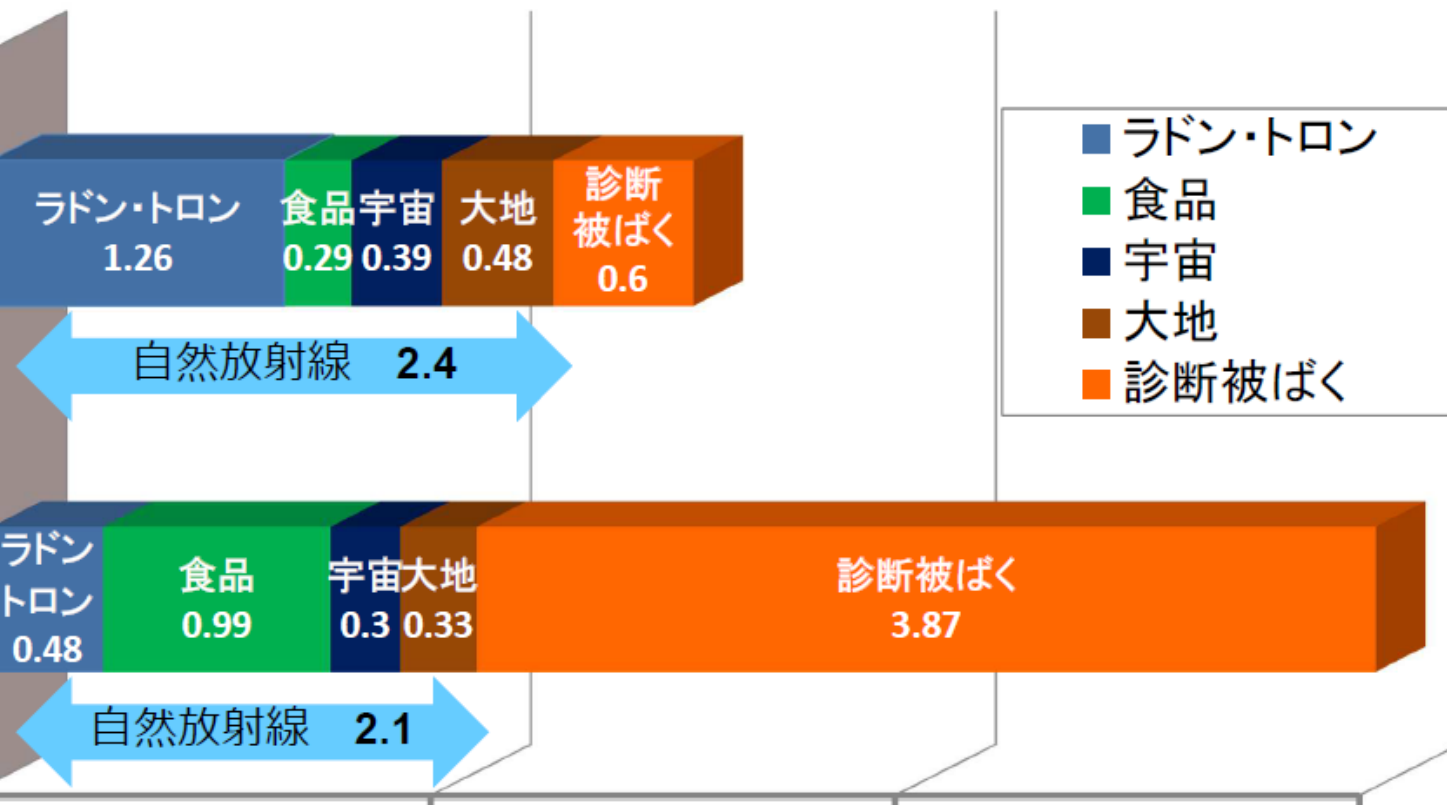 ラドン・トロン
1.26
食品
0.29
宇宙
0.39
大地
0.48
診断
被ばく
0.6
自然放射線 2.4
ラドン・トロン
食品
宇宙
大地
診断被ばく
ラドン
トロン
0.48
食品
0.99
宇宙
0.3
大地
0.33
診断被ばく
3.87
自然放射線 2.1